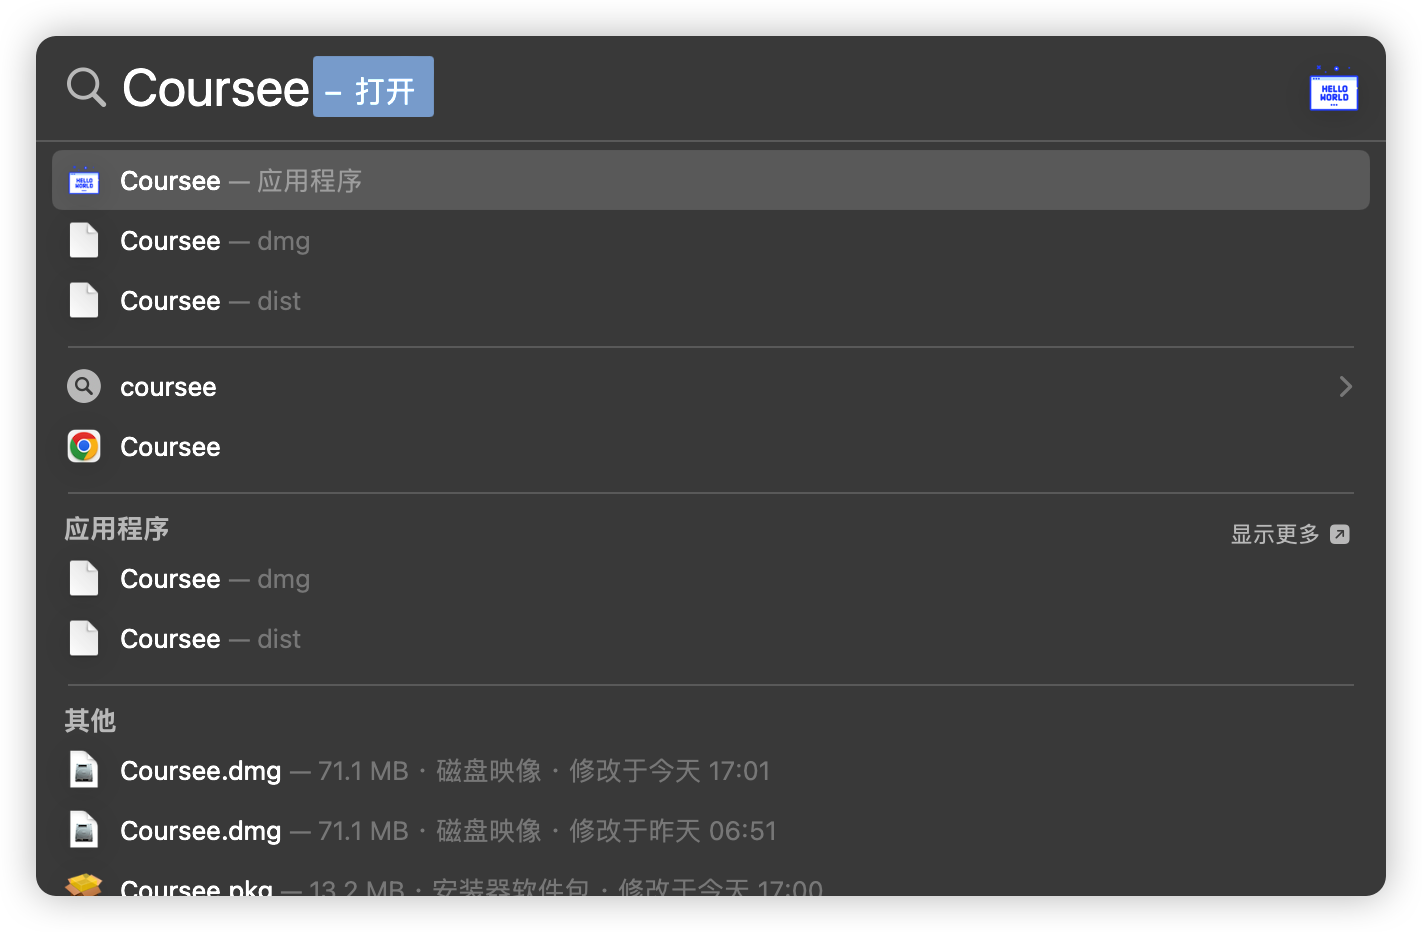 Coursee – 打开
HELLO
WORLD
Coursee — 应用程序
Coursee — dmg
Coursee — dist
coursee
Coursee
应用程序
显示更多
Coursee — dmg
Coursee — dist
其他
Coursee.dmg — 71.1 MB · 磁盘映像 · 修改于今天 17:01
Coursee.dmg — 71.1 MB · 磁盘映像 · 修改于昨天 06:51
Coursee.pkg — 13.2 MB · 安装器软件包 · 修改于今天 17:00